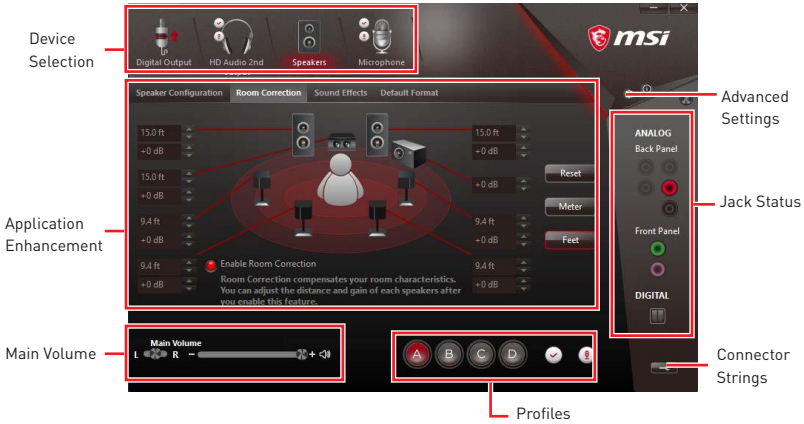 Device
Selection
Application
Enhancement
Main Volume
Advanced
Settings
Jack Status
Connector
Strings
Profiles
msi
Digital Output
HD Audio 2nd
Speakers
Microphone
Speaker Configuration
Room Correction
Sound Effects
Default Format
15.0 ft
+0 dB
15.0 ft
+0 dB
9.4 ft
+0 dB
9.4 ft
+0 dB
15.0 ft
+0 dB
+0 dB
9.4 ft
+0 dB
9.4 ft
+0 dB
Reset
Meter
Feet
Enable Room Correction
Room Correction compensates your room characteristics.
You can adjust the distance and gain of each speakers after
you enable this feature.
ANALOG
Back Panel
Front Panel
DIGITAL
Main Volume
L
R
A
B
C
D